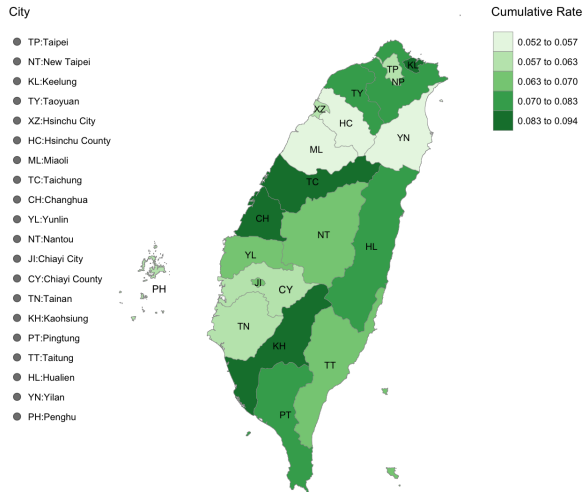 City
TP:Taipei
NT:New Taipei
KL:Keelung
TY:Taoyuan
XZ:Hsinchu City
HC:Hsinchu County
ML:Miaoli
TC:Taichung
CH:Changhua
YL:Yunlin
NT:Nantou
JI:Chiayi City
CY:Chiayi County
TN:Tainan
KH:Kaohsiung
PT:Pingtung
TT:Taitung
HL:Hualien
YN:Yilan
PH:Penghu
Cumulative Rate
0.052 to 0.057
0.057 to 0.063
0.063 to 0.070
0.070 to 0.083
0.083 to 0.094
TP
KL
NP
TY
XZ
HC
YN
ML
TC
CH
NT
HL
YL
JI
CY
PH
TN
KH
TT
PT